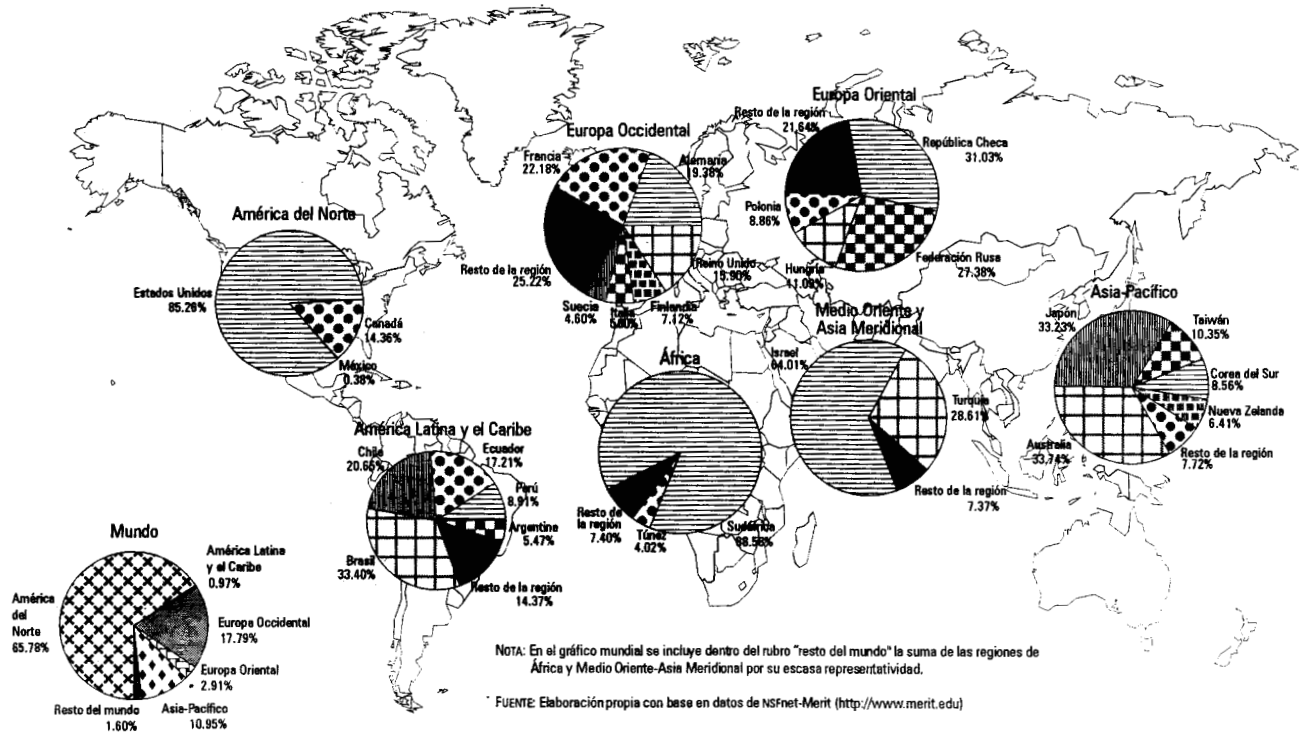 Europa Oriental
Resto de la región
21.64%
República Checa
31.03%
Polonia
8.86%
Hungría
11.09%
Federación Rusa
27.38%
Europa Occidental
Francia
22.18%
Alemania
19.38%
Resto de la región
25.22%
Reino Unido
15.90%
Suecia
4.60%
Italia
Finlandia
7.12%
América del Norte
Estados Unidos
85.26%
Canadá
14.36%
México
0.38%
Medio Oriente y
Asia Meridional
Israel
64.01%
Turquía
28.61%
Resto de la región
7.37%
Asia-Pacífico
Japón
33.23%
Taiwán
10.35%
Corea del Sur
8.56%
Nueva Zelanda
6.41%
Australia
33.74%
Resto de la región
7.72%
África
Resto de
la región
7.40%
Túnez
4.02%
Sudáfrica
88.58%
América Latina y el Caribe
Chile
20.65%
Ecuador
17.21%
Perú
8.91%
Argentina
5.47%
Brasil
33.40%
Resto de la región
14.37%
Mundo
América Latina
y el Caribe
0.97%
América
del
Norte
65.78%
Europa Occidental
17.79%
Europa Oriental
2.91%
Resto del mundo
1.60%
Asia-Pacífico
10.95%
NOTA: En el gráfico mundial se incluye dentro del rubro "resto del mundo" la suma de las regiones de
África y Medio Oriente-Asia Meridional por su escasa representatividad.
FUENTE: Elaboración propia con base en datos de NSFnet-Merit (http://www.merit.edu)